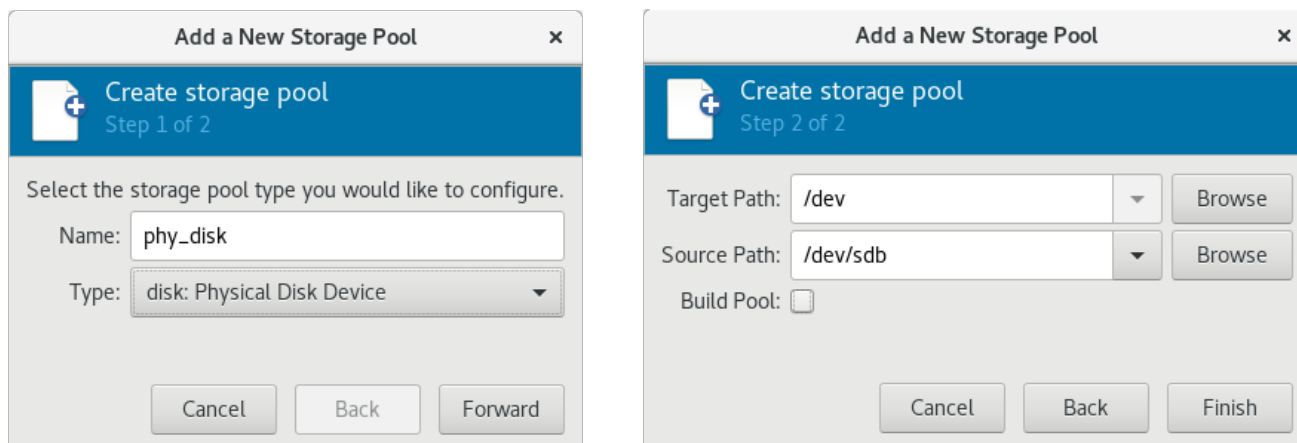 Add a New Storage Pool ×
Create storage pool
Step 1 of 2
Select the storage pool type you would like to configure.
Name: phy_disk
Type: disk: Physical Disk Device
Cancel Back Forward
Add a New Storage Pool ×
Create storage pool
Step 2 of 2
Target Path: /dev Browse
Source Path: /dev/sdb Browse
Build Pool:
Cancel Back Finish